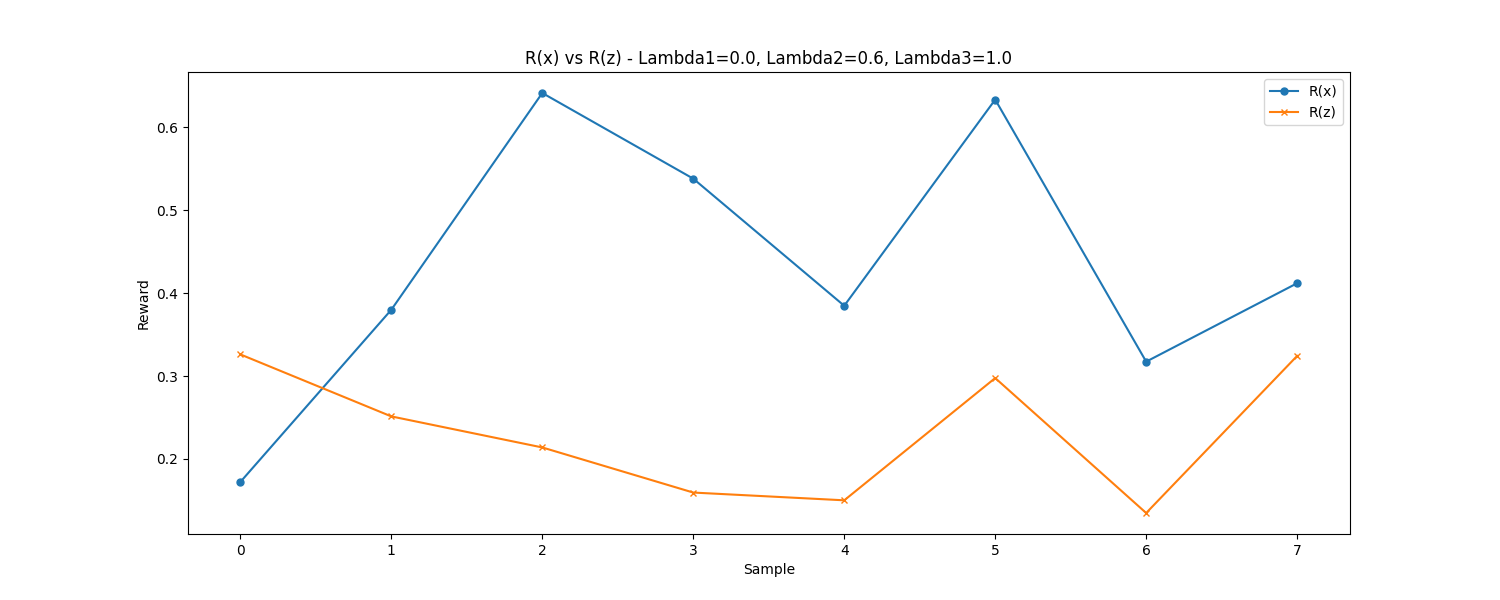 R(x) vs R(z) - Lambda1=0.0, Lambda2=0.6, Lambda3=1.0
R(x)
R(z)
0.6
0.5
0.4
0.3
0.2
Reward
0 1 2 3 4 5 6 7
Sample